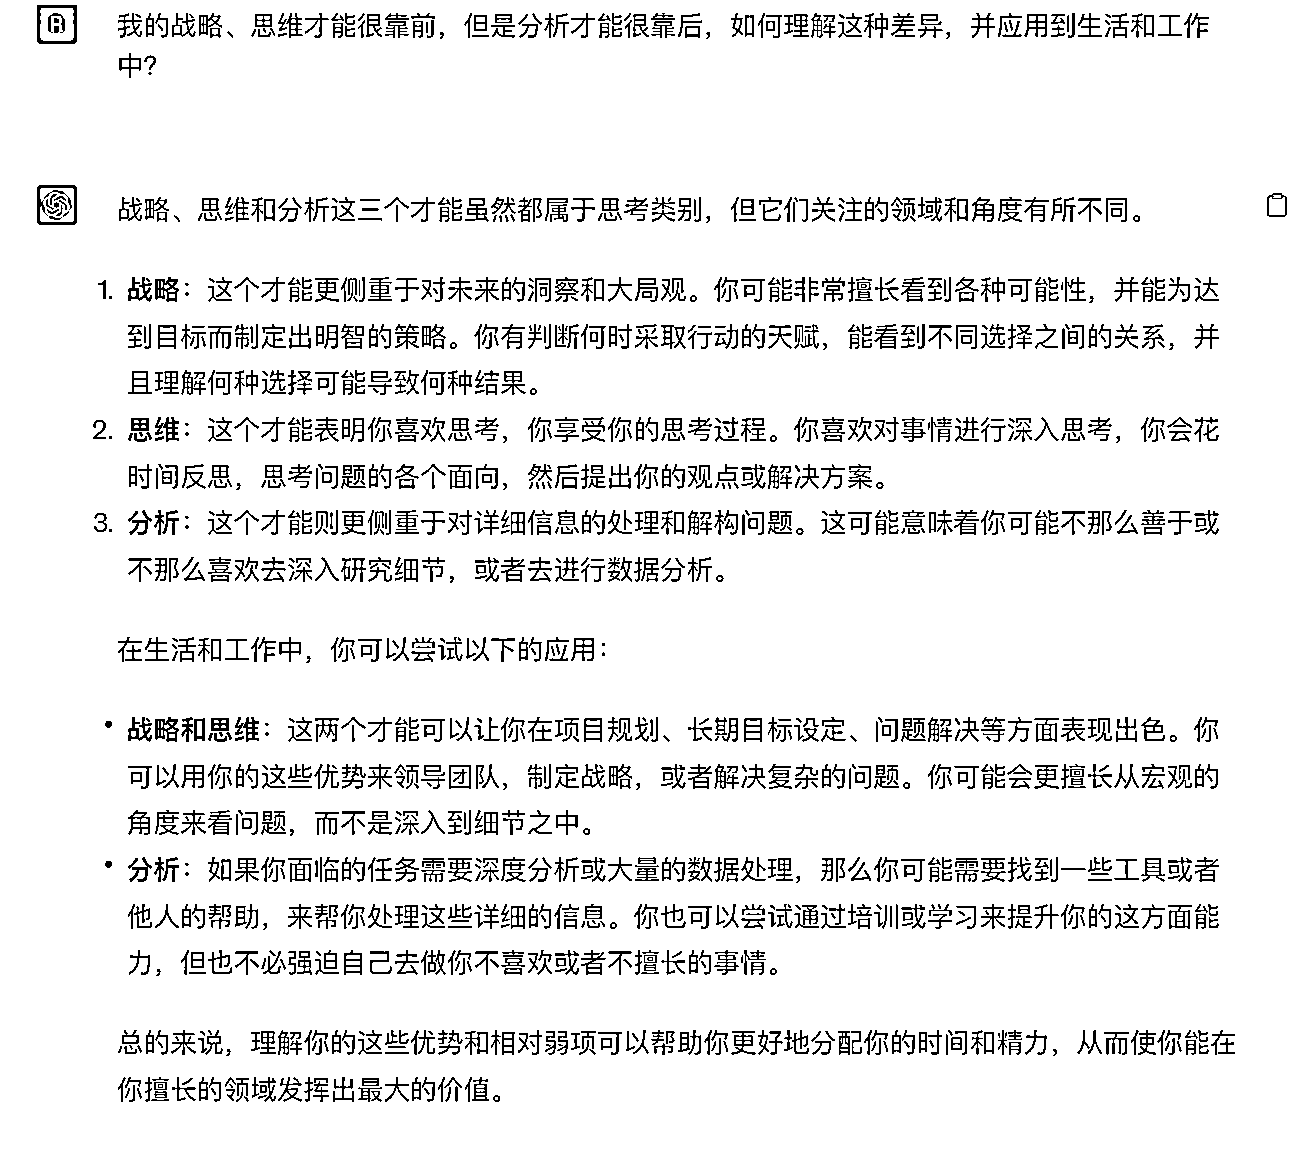 我的战略、思维才能很靠前，但是分析才能很靠后，如何理解这种差异，并应用到生活和工作
中？
战略、思维和分析这三个才能虽然都属于思考类别，但它们关注的领域和角度有所不同。
1. 战略：这个才能更侧重于对未来的洞察和大局观。你可能非常擅长看到各种可能性，并能为达
到目标而制定出明智的策略。你有判断何时采取行动的天赋，能看到不同选择之间的关系，并
且理解何种选择可能导致何种结果。
2. 思维：这个才能表明你喜欢思考，你享受你的思考过程。你喜欢对事情进行深入思考，你会花
时间反思，思考问题的各个面向，然后提出你的观点或解决方案。
3. 分析：这个才能则更侧重于对详细信息的处理和解构问题。这可能意味着你可能不那么善于或
不那么喜欢去深入研究细节，或者去进行数据分析。
在生活和工作中，你可以尝试以下的应用：
• 战略和思维：这两个才能可以让你在项目规划、长期目标设定、问题解决等方面表现出色。你
可以用你的这些优势来领导团队，制定战略，或者解决复杂的问题。你可能会更擅长从宏观的
角度来看问题，而不是深入到细节之中。
• 分析：如果你面临的任务需要深度分析或大量的数据处理，那么你可能需要找到一些工具或者
他人的帮助，来帮你处理这些详细的信息。你也可以尝试通过培训或学习来提升你的这方面能
力，但也不必强迫自己去做你不喜欢或者不擅长的事情。
总的来说，理解你的这些优势和相对弱项可以帮助你更好地分配你的时间和精力，从而使你能在
你擅长的领域发挥出最大的价值。